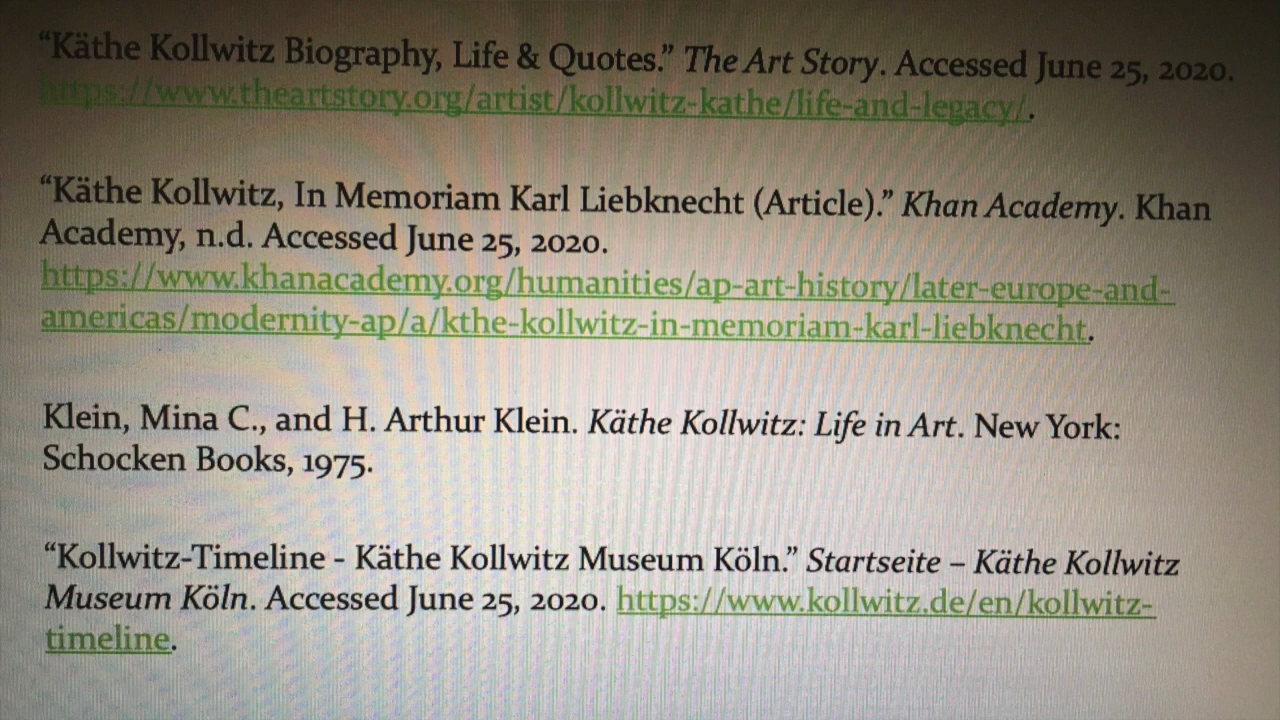 “Käthe Kollwitz Biography, Life & Quotes.” The Art Story. Accessed June 25, 2020.
https://www.theartstory.org/artist/kollwitz-kathe/life-and-legacy/.
“Käthe Kollwitz, In Memoriam Karl Liebknecht (Article).” Khan Academy. Khan
Academy, n.d. Accessed June 25, 2020.
https://www.khanacademy.org/humanities/ap-art-history/later-europe-and-
americas/modernity-ap/a/kthe-kollwitz-in-memoriam-karl-liebknecht.
Klein, Mina C., and H. Arthur Klein. Käthe Kollwitz: Life in Art. New York:
Schocken Books, 1975.
“Kollwitz-Timeline - Käthe Kollwitz Museum Köln.” Startseite – Käthe Kollwitz
Museum Köln. Accessed June 25, 2020. https://www.kollwitz.de/en/kollwitz-
timeline.